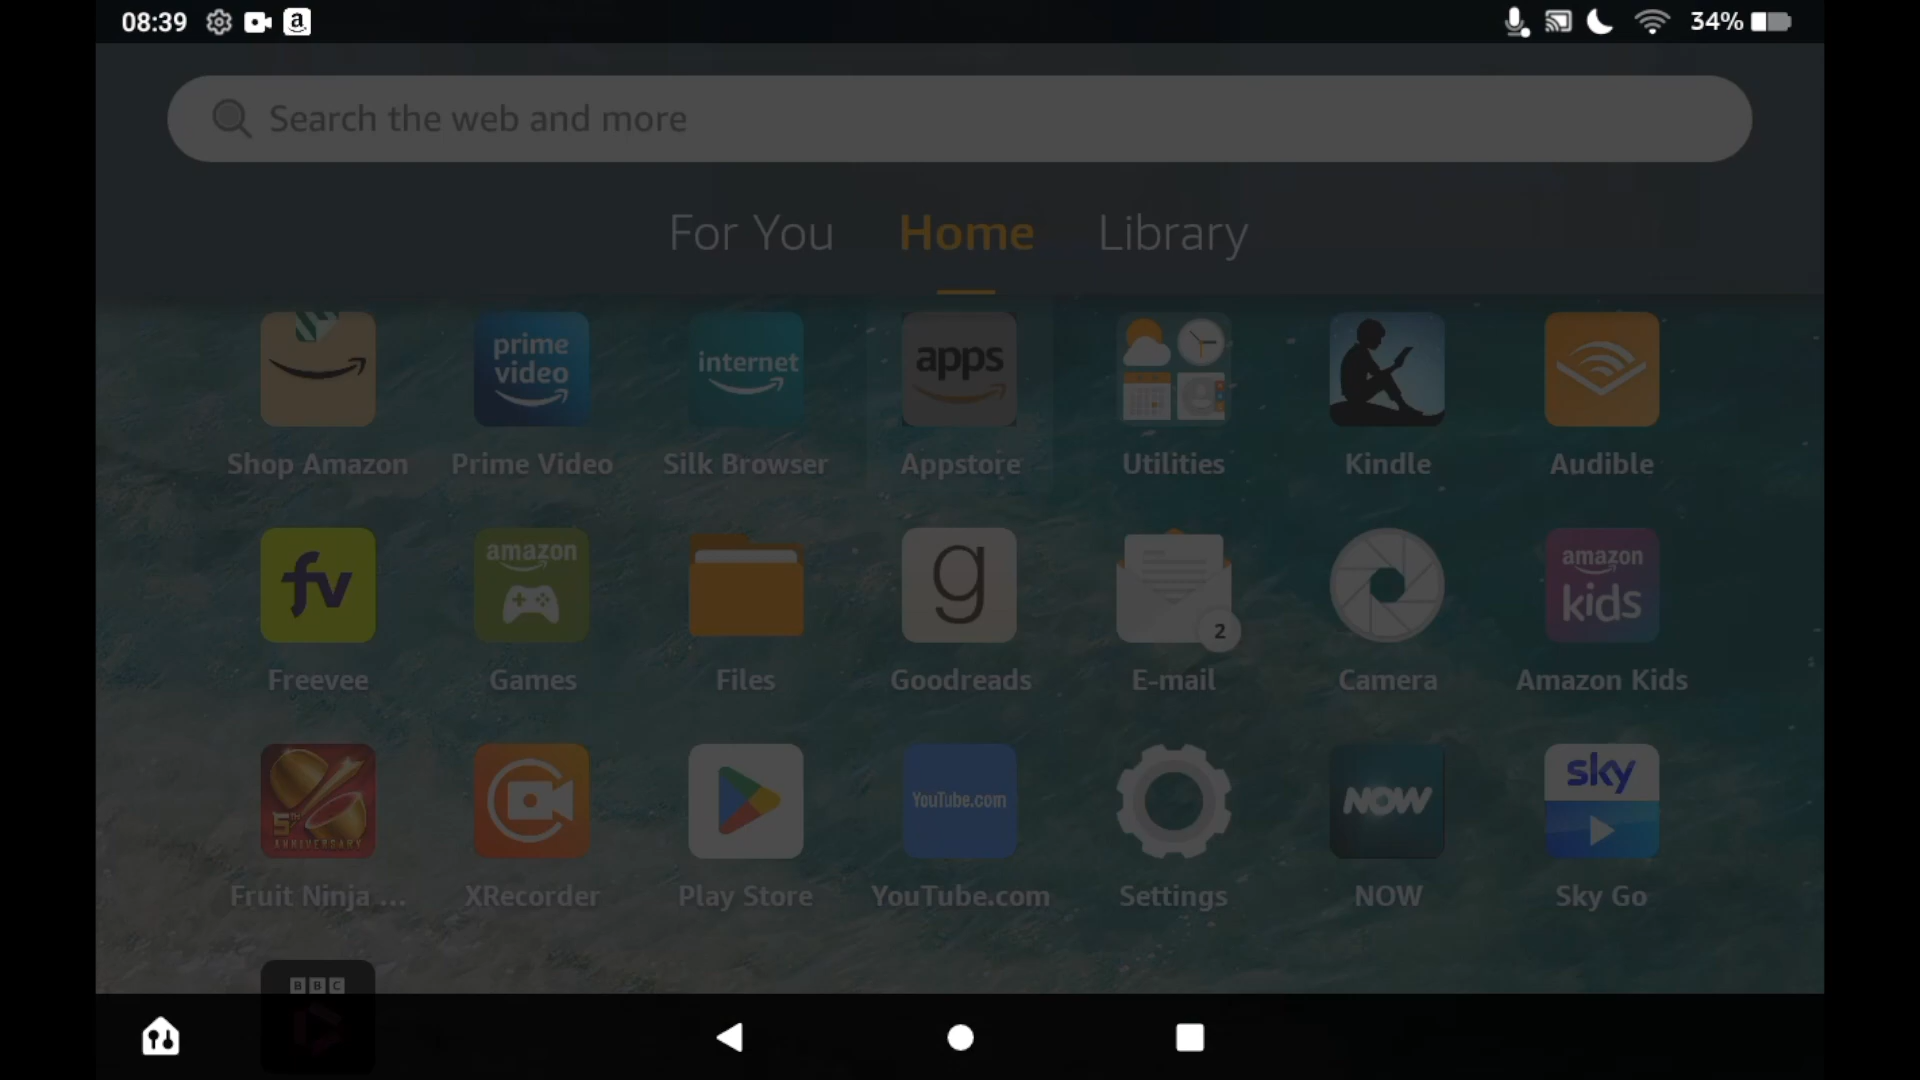 08:39 a 34%
Search the web and more
For You Home Library
prime
video
internet
apps
Shop Amazon Prime Video Silk Browser Appstore Utilities Kindle Audible
fv
amazon
g
2
amazon
kids
Freevee Games Files Goodreads E-mail Camera Amazon Kids
5TH
ANNIVERSARY
YouTube.com
NOW
sky
Fruit Ninja ... XRecorder Play Store YouTube.com Settings NOW Sky Go
BBC